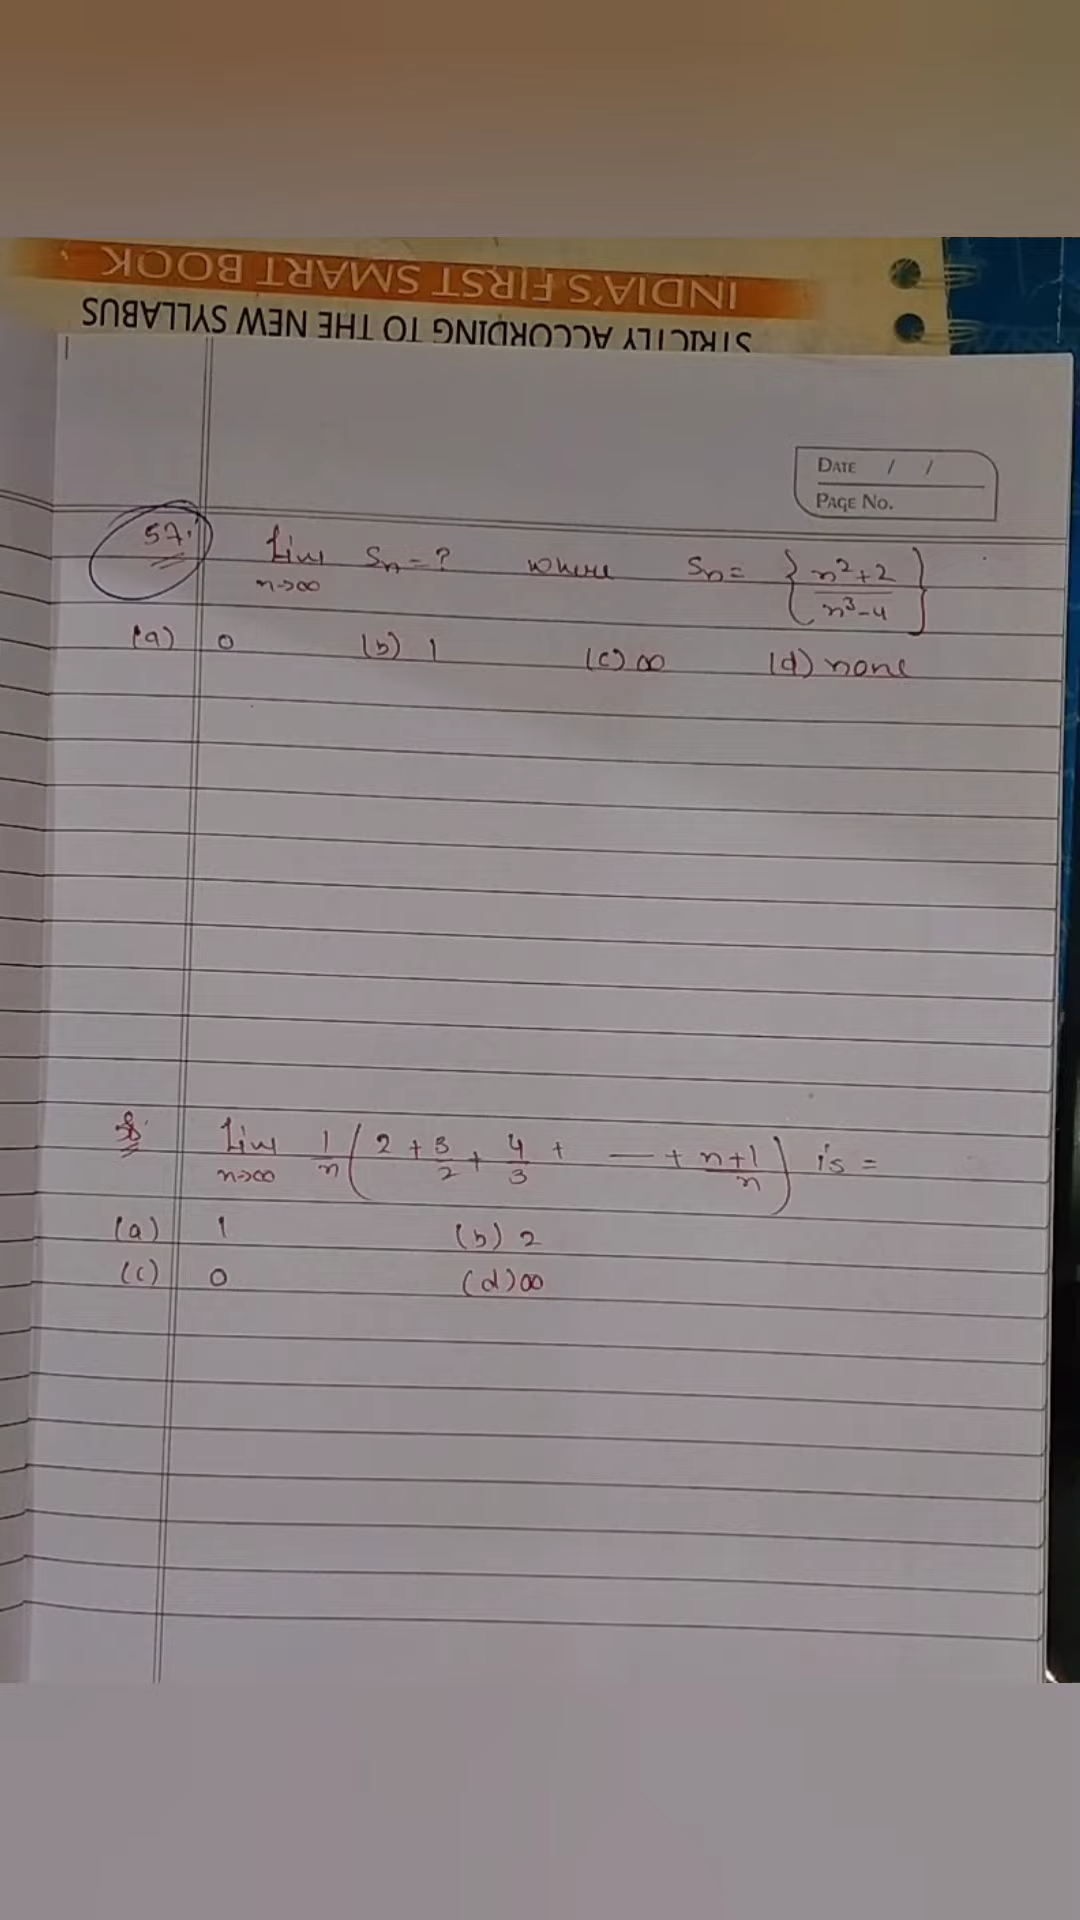 INDIA'S FIRST SMART BOOK
STRICTLY ACCORDING TO THE NEW SYLLABUS
DATE / /
PAGE NO.
57. Lim n→∞ Sn = ? where Sn = {n²+2 / n³-4}
(a) 0 (b) 1 (c) ∞ (d) none
Lim n→∞ 1/n (2 + 3/2 + 4/3 + — + n+1/n) is =
(a) 1 (b) 2
(c) 0 (d) ∞